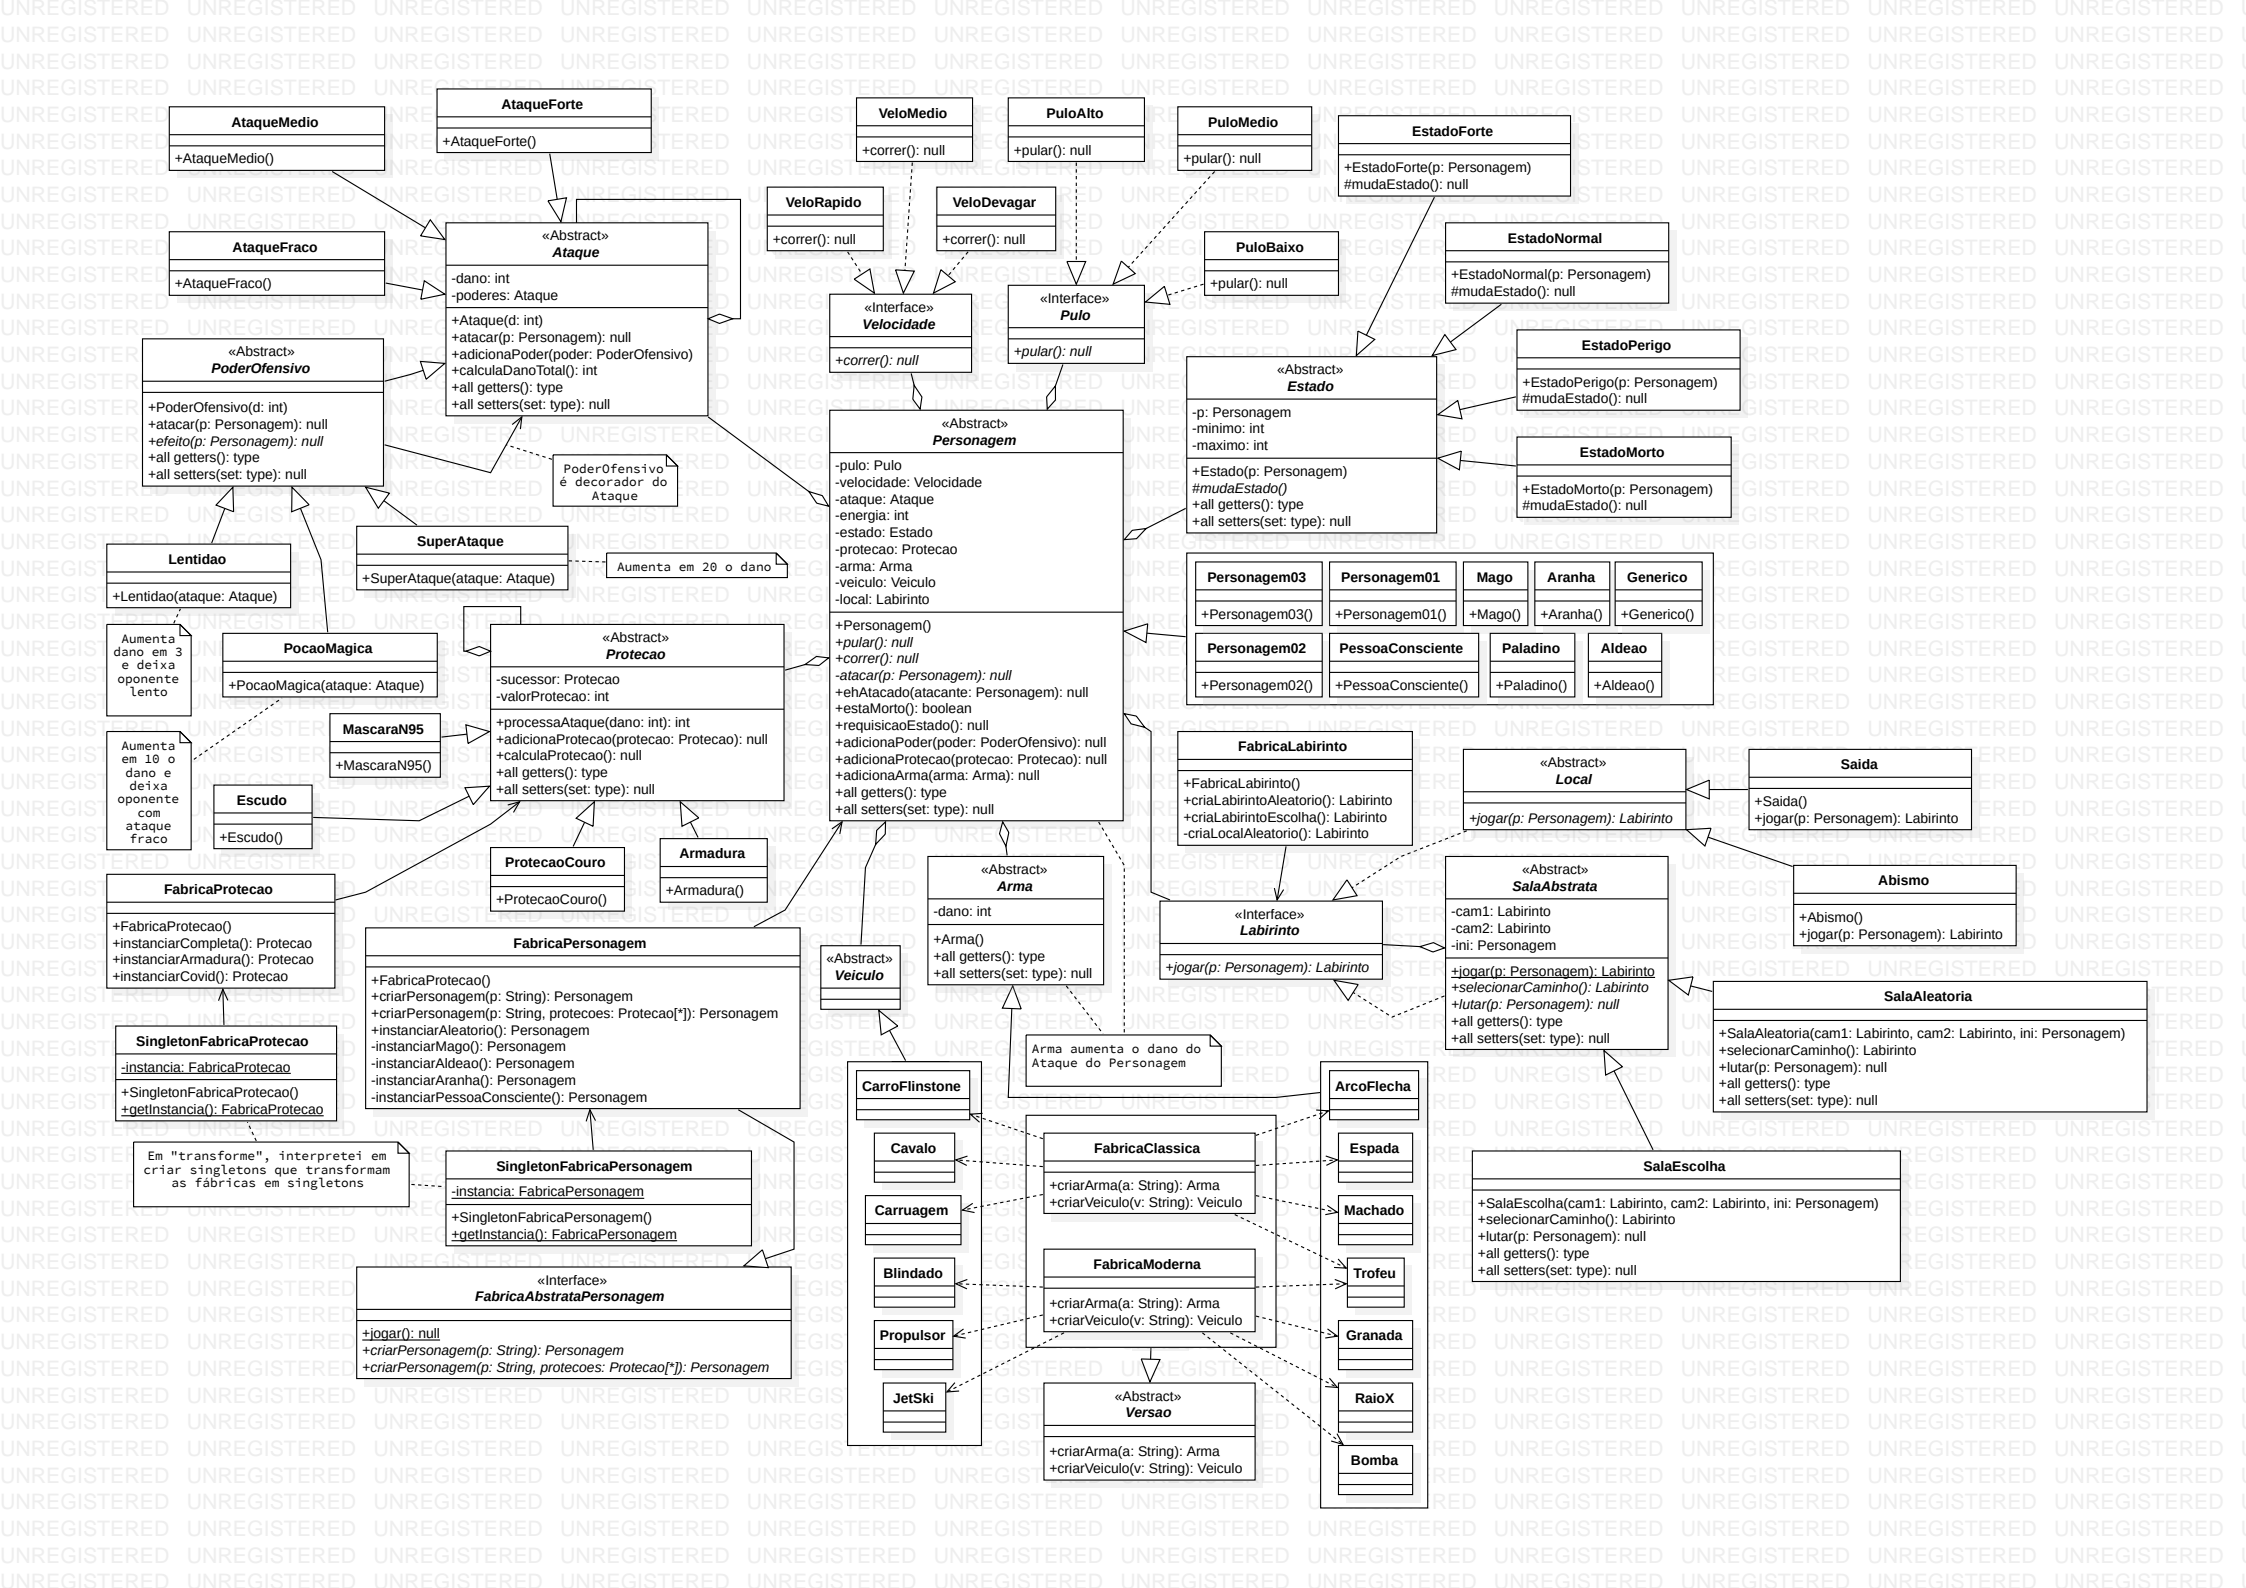 AtaqueMedio
+AtaqueMedio()
AtaqueForte
+AtaqueForte()
AtaqueFraco
+AtaqueFraco()
«Abstract»
Ataque
-dano: int
-poderes: Ataque
+Ataque(d: int)
+atacar(p: Personagem): null
+adicionaPoder(poder: PoderOfensivo)
+calculaDanoTotal(): int
+all getters(): type
+all setters(set: type): null
«Abstract»
PoderOfensivo
+PoderOfensivo(d: int)
+atacar(p: Personagem): null
+efeito(p: Personagem): null
+all getters(): type
+all setters(set: type): null
PoderOfensivo
é decorador do
Ataque
Lentidao
+Lentidao(ataque: Ataque)
SuperAtaque
+SuperAtaque(ataque: Ataque)
Aumenta em 20 o dano
Aumenta
dano em 3
e deixa
oponente
lento
PocaoMagica
+PocaoMagica(ataque: Ataque)
Aumenta
em 10 o
dano e
deixa
oponente
com
ataque
fraco
VeloMedio
+correr(): null
VeloRapido
+correr(): null
VeloDevagar
+correr(): null
«Interface»
Velocidade
+correr(): null
PuloAlto
+pular(): null
PuloMedio
+pular(): null
PuloBaixo
+pular(): null
«Interface»
Pulo
+pular(): null
EstadoForte
+EstadoForte(p: Personagem)
#mudaEstado(): null
EstadoNormal
+EstadoNormal(p: Personagem)
#mudaEstado(): null
EstadoPerigo
+EstadoPerigo(p: Personagem)
#mudaEstado(): null
EstadoMorto
+EstadoMorto(p: Personagem)
#mudaEstado(): null
«Abstract»
Estado
-p: Personagem
-minimo: int
-maximo: int
+Estado(p: Personagem)
#mudaEstado()
+all getters(): type
+all setters(set: type): null
«Abstract»
Personagem
-pulo: Pulo
-velocidade: Velocidade
-ataque: Ataque
-energia: int
-estado: Estado
-protecao: Protecao
-arma: Arma
-veiculo: Veiculo
-local: Labirinto
+Personagem()
+pular(): null
+correr(): null
-atacar(p: Personagem): null
+ehAtacado(atacante: Personagem): null
+estaMorto(): boolean
+requisicaoEstado(): null
+adicionaPoder(poder: PoderOfensivo): null
+adicionaProtecao(protecao: Protecao): null
+adicionaArma(arma: Arma): null
+all getters(): type
+all setters(set: type): null
Personagem03
+Personagem03()
Personagem01
+Personagem01()
Mago
+Mago()
Aranha
+Aranha()
Generico
+Generico()
Personagem02
+Personagem02()
PessoaConsciente
+PessoaConsciente()
Paladino
+Paladino()
Aldeao
+Aldeao()
«Abstract»
Protecao
-sucessor: Protecao
-valorProtecao: int
+processaAtaque(dano: int): int
+adicionaProtecao(protecao: Protecao): null
+calculaProtecao(): null
+all getters(): type
+all setters(set: type): null
MascaraN95
+MascaraN95()
Escudo
+Escudo()
ProtecaoCouro
+ProtecaoCouro()
Armadura
+Armadura()
FabricaProtecao
+FabricaProtecao()
+instanciarCompleta(): Protecao
+instanciarArmadura(): Protecao
+instanciarCovid(): Protecao
SingletonFabricaProtecao
-instancia: FabricaProtecao
+SingletonFabricaProtecao()
+getInstancia(): FabricaProtecao
Em "transforme", interpretei em
criar singletons que transformam
as fábricas em singletons
FabricaPersonagem
+FabricaProtecao()
+criarPersonagem(p: String): Personagem
+criarPersonagem(p: String, protecoes: Protecao[*]): Personagem
+instanciarAleatorio(): Personagem
-instanciarMago(): Personagem
-instanciarAldeao(): Personagem
-instanciarAranha(): Personagem
-instanciarPessoaConsciente(): Personagem
SingletonFabricaPersonagem
-instancia: FabricaPersonagem
+SingletonFabricaPersonagem()
+getInstancia(): FabricaPersonagem
«Interface»
FabricaAbstrataPersonagem
+jogar(): null
+criarPersonagem(p: String): Personagem
+criarPersonagem(p: String, protecoes: Protecao[*]): Personagem
«Abstract»
Veiculo
«Abstract»
Arma
-dano: int
+Arma()
+all getters(): type
+all setters(set: type): null
Arma aumenta o dano do
Ataque do Personagem
FabricaLabirinto
+FabricaLabirinto()
+criaLabirintoAleatorio(): Labirinto
+criaLabirintoEscolha(): Labirinto
-criaLocalAleatorio(): Labirinto
«Interface»
Labirinto
+jogar(p: Personagem): Labirinto
«Abstract»
Local
+jogar(p: Personagem): Labirinto
Saida
+Saida()
+jogar(p: Personagem): Labirinto
Abismo
+Abismo()
+jogar(p: Personagem): Labirinto
«Abstract»
SalaAbstrata
-cam1: Labirinto
-cam2: Labirinto
-ini: Personagem
+jogar(p: Personagem): Labirinto
+selecionarCaminho(): Labirinto
+lutar(p: Personagem): null
+all getters(): type
+all setters(set: type): null
SalaAleatoria
+SalaAleatoria(cam1: Labirinto, cam2: Labirinto, ini: Personagem)
+selecionarCaminho(): Labirinto
+lutar(p: Personagem): null
+all getters(): type
+all setters(set: type): null
SalaEscolha
+SalaEscolha(cam1: Labirinto, cam2: Labirinto, ini: Personagem)
+selecionarCaminho(): Labirinto
+lutar(p: Personagem): null
+all getters(): type
+all setters(set: type): null
CarroFlinstone
Cavalo
Carruagem
Blindado
Propulsor
JetSki
FabricaClassica
+criarArma(a: String): Arma
+criarVeiculo(v: String): Veiculo
FabricaModerna
+criarArma(a: String): Arma
+criarVeiculo(v: String): Veiculo
«Abstract»
Versao
+criarArma(a: String): Arma
+criarVeiculo(v: String): Veiculo
ArcoFlecha
Espada
Machado
Trofeu
Granada
RaioX
Bomba
UNREGISTERED